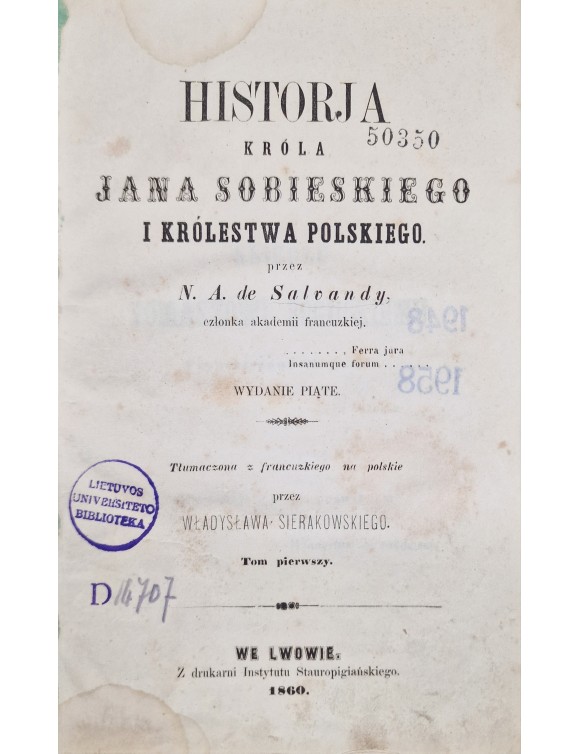 HISTORJA
50350
KRÓLA
JANA SOBIESKIEGO
I KRÓLESTWA POLSKIEGO.
przez
N. A. de Salvandy,
członka akademii francuzkiej.
1948
. . . . . . . , Ferra jura
Insanumque forum . . . . .
1958
WYDANIE PIĄTE.
Tłumaczona z francuzkiego na polskie
LIETUVOS
UNIVERSITETO
BIBLIOTEKA
przez
WŁADYSŁAWA SIERAKOWSKIEGO.
Tom pierwszy.
D 14707
WE LWOWIE.
Z drukarni Instytutu Stauropigiańskiego.
1860.